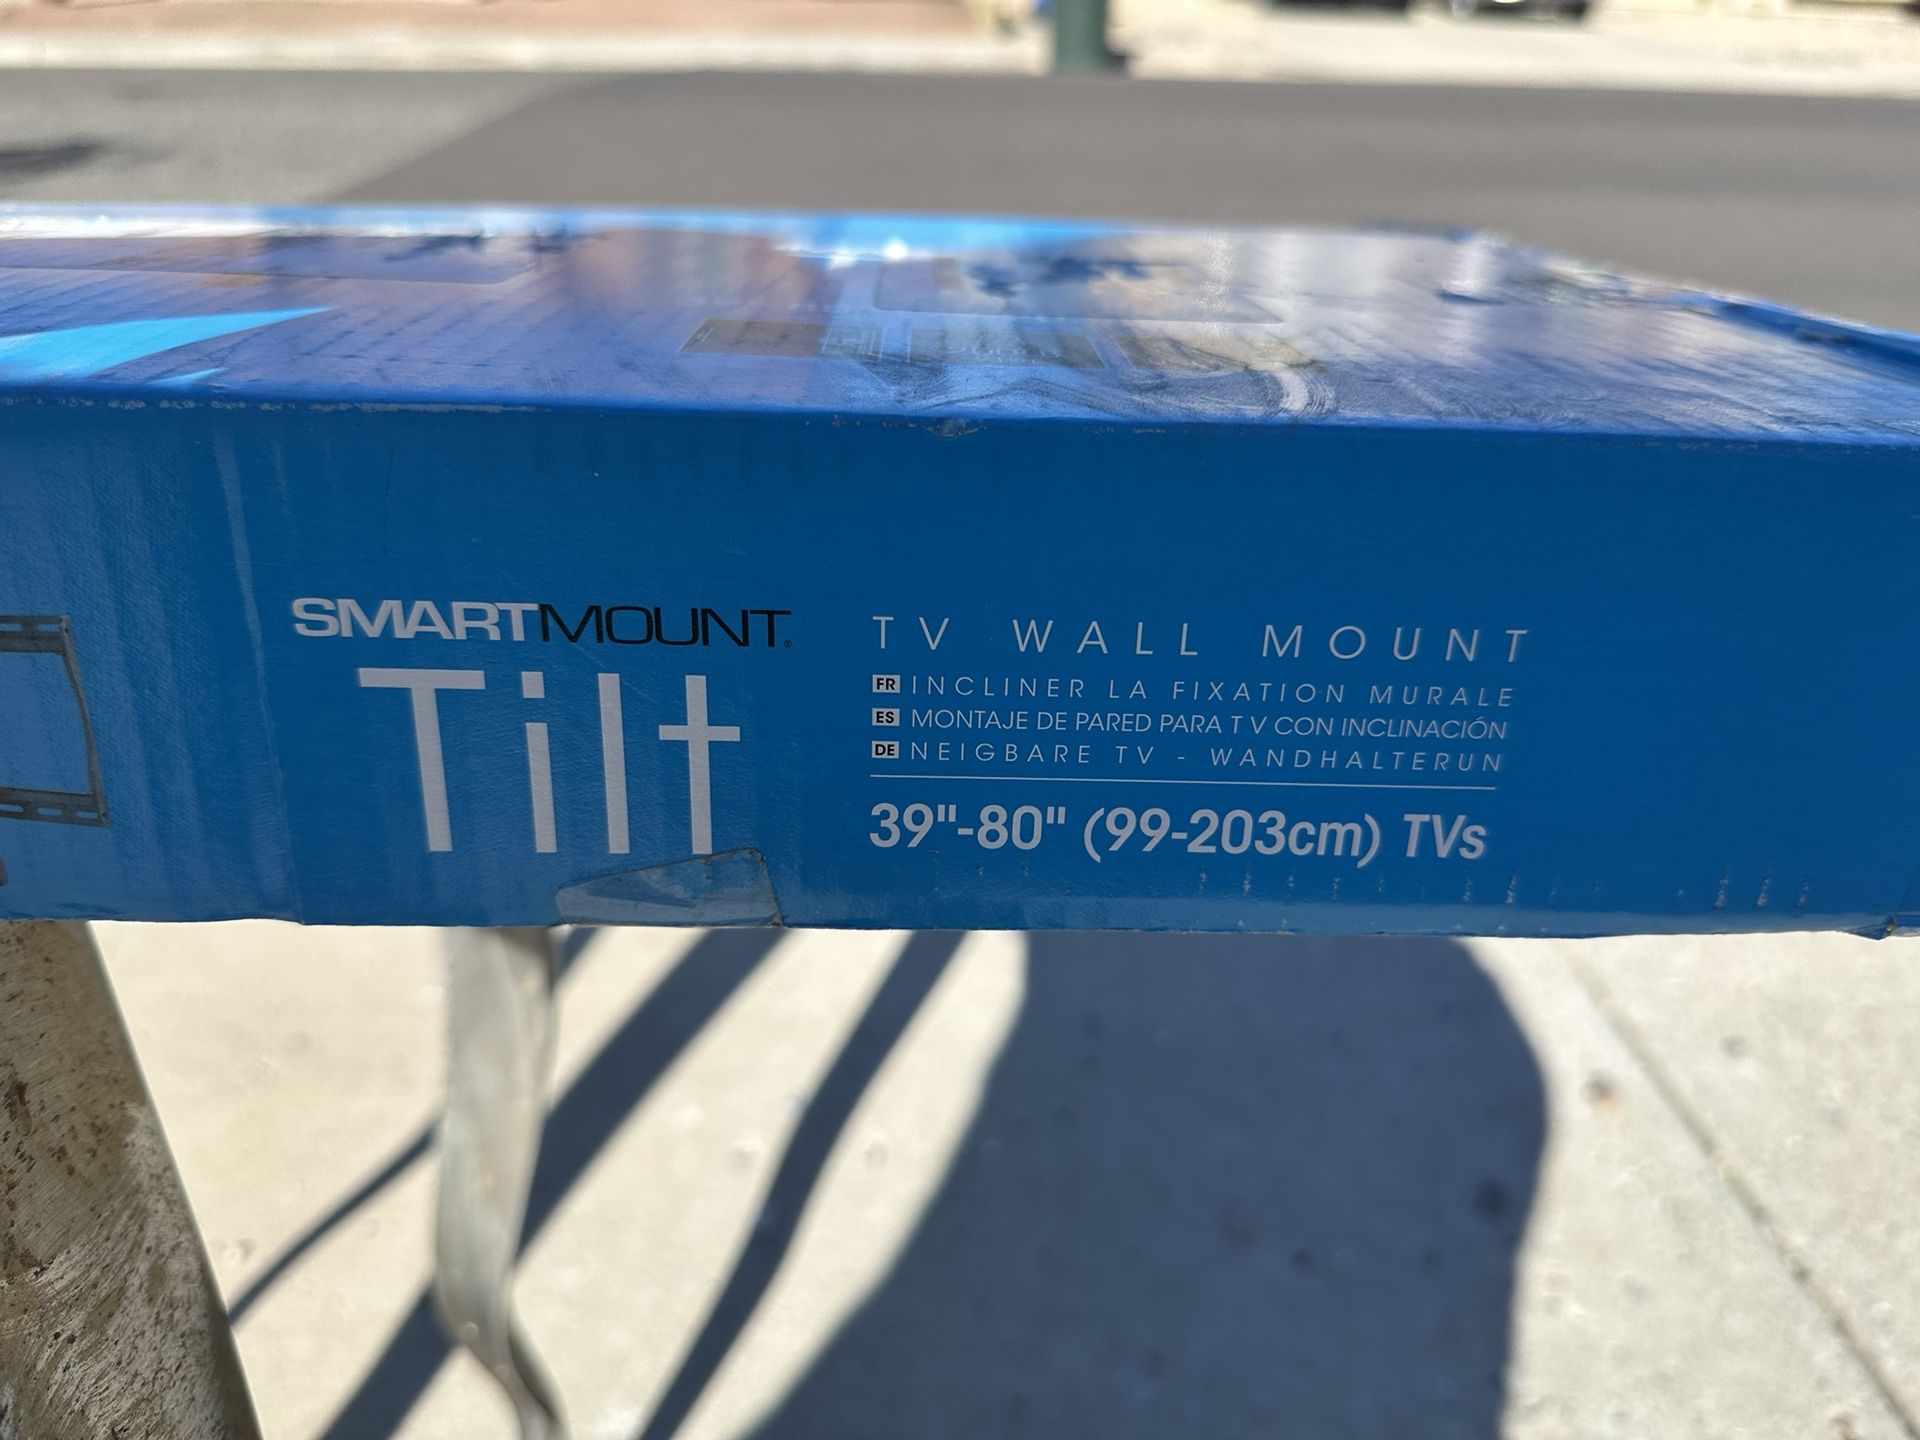 SMARTMOUNT®
Tilt
TV WALL MOUNT
FR INCLINER LA FIXATION MURALE
ES MONTAJE DE PARED PARA T V CON INCLINACIÓN
DE NEIGBARE TV - WANDHALTERUN
39"-80" (99-203cm) TVs